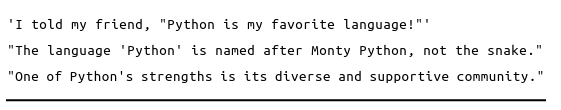 'I told my friend, "Python is my favorite language!"'
"The language 'Python' is named after Monty Python, not the snake."
"One of Python's strengths is its diverse and supportive community."